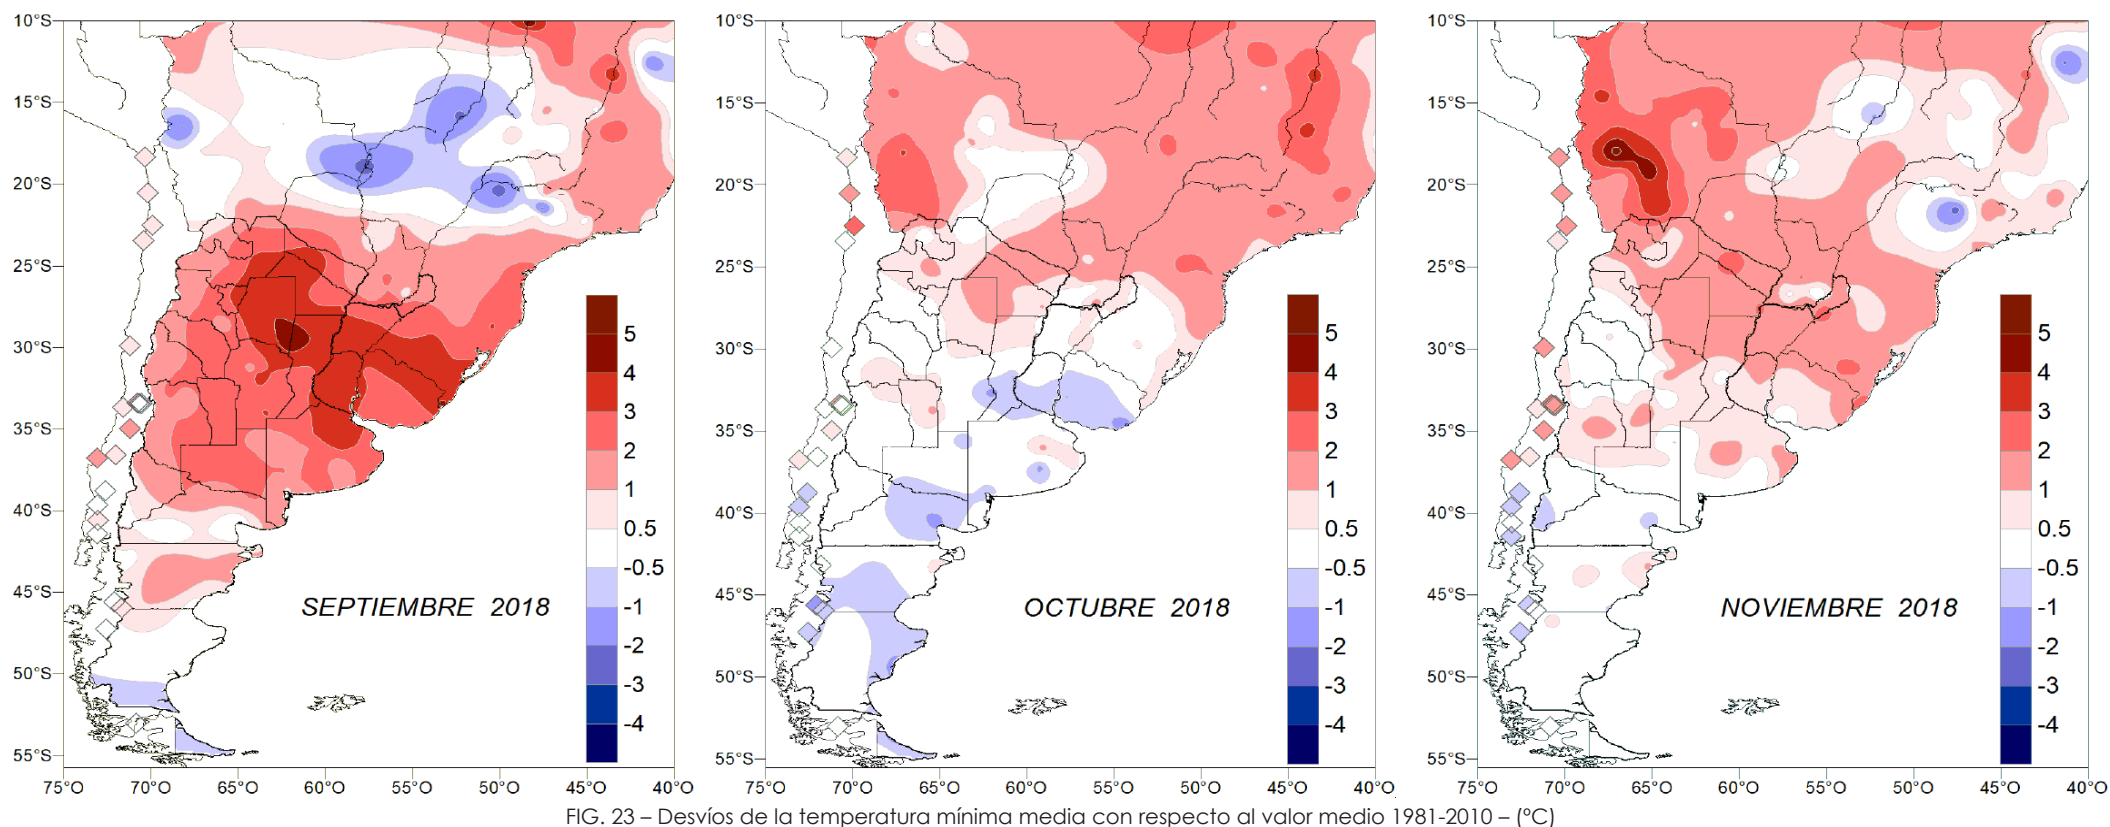 10°S
15°S
20°S
25°S
30°S
35°S
40°S
45°S
50°S
55°S
75°O 70°O 65°O 60°O 55°O 50°O 45°O 40°O
5
4
3
2
1
0.5
-0.5
-1
-2
-3
-4
SEPTIEMBRE 2018
10°S
15°S
20°S
25°S
30°S
35°S
40°S
45°S
50°S
55°S
75°O 70°O 65°O 60°O 55°O 50°O 45°O 40°O
5
4
3
2
1
0.5
-0.5
-1
-2
-3
-4
OCTUBRE 2018
10°S
15°S
20°S
25°S
30°S
35°S
40°S
45°S
50°S
55°S
75°O 70°O 65°O 60°O 55°O 50°O 45°O 40°O
5
4
3
2
1
0.5
-0.5
-1
-2
-3
-4
NOVIEMBRE 2018
FIG. 23 – Desvíos de la temperatura mínima media con respecto al valor medio 1981-2010 – (ºC)